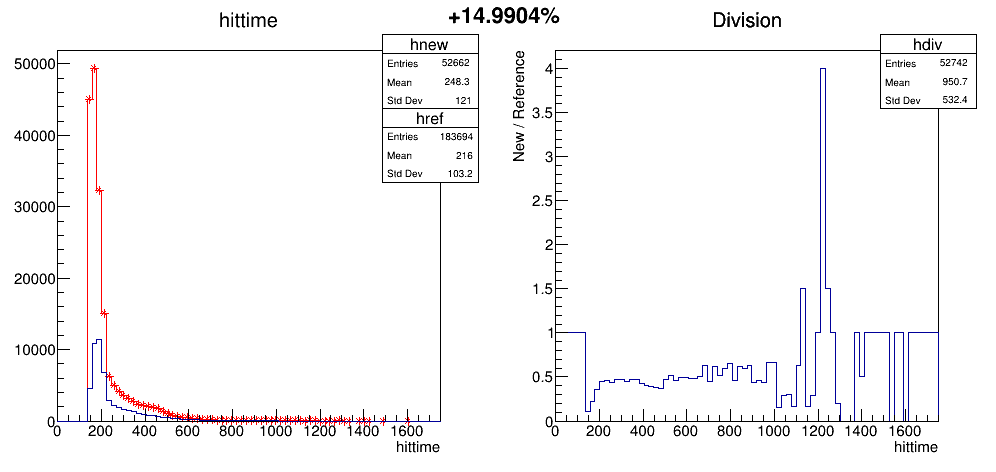 +14.9904%
hittime
hnew
Entries 52662
Mean 248.3
Std Dev 121
href
Entries 183694
Mean 216
Std Dev 103.2
50000
40000
30000
20000
10000
0
0 200 400 600 800 1000 1200 1400 1600
hittime
Division
hdiv
Entries 52742
Mean 950.7
Std Dev 532.4
New / Reference
4
3.5
3
2.5
2
1.5
1
0.5
0
0 200 400 600 800 1000 1200 1400 1600
hittime